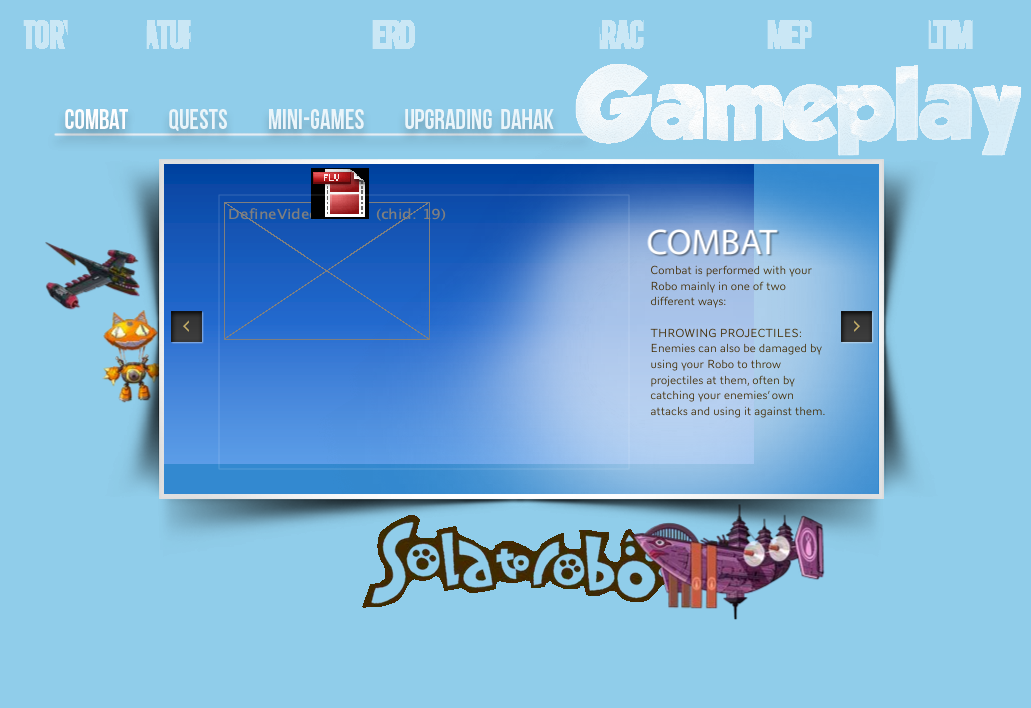 TOR
ATUR
ERO
RAC
MEP
LTIM
Gameplay
COMBAT QUESTS MINI-GAMES UPGRADING DAHAK
FLV
DefineVide (chid: 19)
COMBAT
Combat is performed with your
Robo mainly in one of two
different ways:
THROWING PROJECTILES:
Enemies can also be damaged by
using your Robo to throw
projectiles at them, often by
catching your enemies' own
attacks and using it against them.
Solatorobo